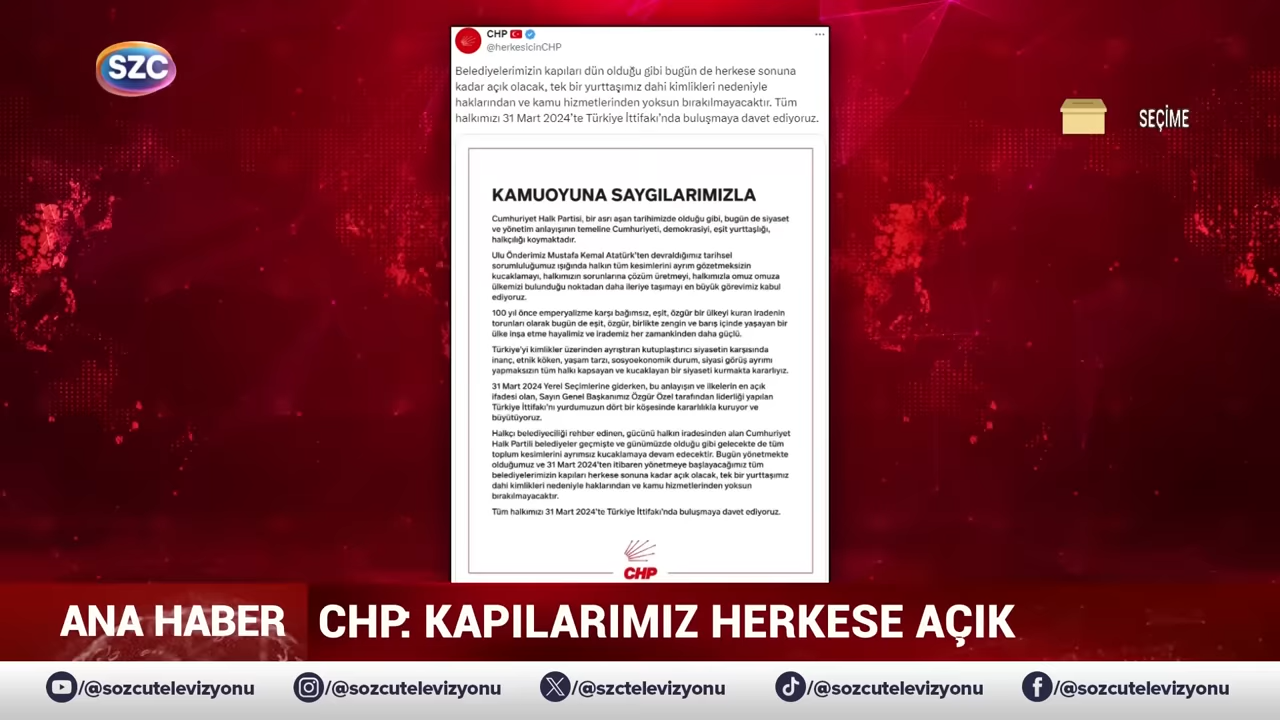 SZC
CHP
@herkesicinCHP
Belediyelerimizin kapıları dün olduğu gibi bugün de herkese sonuna
kadar açık olacak, tek bir yurttaşımız dahi kimlikleri nedeniyle
haklarından ve kamu hizmetlerinden yoksun bırakılmayacaktır. Tüm
halkımızı 31 Mart 2024'te Türkiye İttifakı'nda buluşmaya davet ediyoruz.
SEÇİME
KAMUOYUNA SAYGILARIMIZLA
Cumhuriyet Halk Partisi, bir asrı aşan tarihimizde olduğu gibi, bugün de siyaset
ve yönetim anlayışının temeline Cumhuriyeti, demokrasiyi, eşit yurttaşlığı,
halkçılığı koymaktadır.
Ulu Önderimiz Mustafa Kemal Atatürk'ten devraldığımız tarihsel
sorumluluğumuz ışığında halkın tüm kesimlerini ayrım gözetmeksizin
kucaklamayı, halkımızın sorunlarına çözüm üretmeyi, halkımızla omuz omuza
ülkemizi bulunduğu noktadan daha ileriye taşımayı en büyük görevimiz kabul
ediyoruz.
100 yıl önce emperyalizme karşı bağımsız, eşit, özgür bir ülkeyi kuran iradenin
torunları olarak bugün de eşit, özgür, birlikte zengin ve barış içinde yaşayan bir
ülke inşa etme hayalimiz ve irademiz her zamankinden daha güçlü.
Türkiye'yi kimlikler üzerinden ayrıştıran kutuplaştırıcı siyasetin karşısında
inanç, etnik köken, yaşam tarzı, sosyoekonomik durum, siyasi görüş ayrımı
yapmaksızın tüm halkı kapsayan ve kucaklayan bir siyaseti kurmakta kararlıyız.
31 Mart 2024 Yerel Seçimlerine giderken, bu anlayışın ve ilkelerin en açık
ifadesi olan, Sayın Genel Başkanımız Özgür Özel tarafından liderliği yapılan
Türkiye İttifakı'nı yurdumuzun dört bir köşesinde kararlılıkla kuruyor ve
büyütüyoruz.
Halkçı belediyeciliği rehber edinen, gücünü halkın iradesinden alan Cumhuriyet
Halk Partili belediyeler geçmişte ve günümüzde olduğu gibi gelecekte de tüm
toplum kesimlerini ayrımsız kucaklamaya devam edecektir. Bugün yönetmekte
olduğumuz ve 31 Mart 2024'ten itibaren yönetmeye başlayacağımız tüm
belediyelerimizin kapıları herkese sonuna kadar açık olacak, tek bir yurttaşımız
dahi kimlikleri nedeniyle haklarından ve kamu hizmetlerinden yoksun
bırakılmayacaktır.
Tüm halkımızı 31 Mart 2024'te Türkiye İttifakı'nda buluşmaya davet ediyoruz.
CHP
ANA HABER
CHP: KAPILARIMIZ HERKESE AÇIK
/@sozcutelevizyonu
/@sozcutelevizyonu
/@szctelevizyonu
/@sozcutelevizyonu
/@sozcutelevizyonu